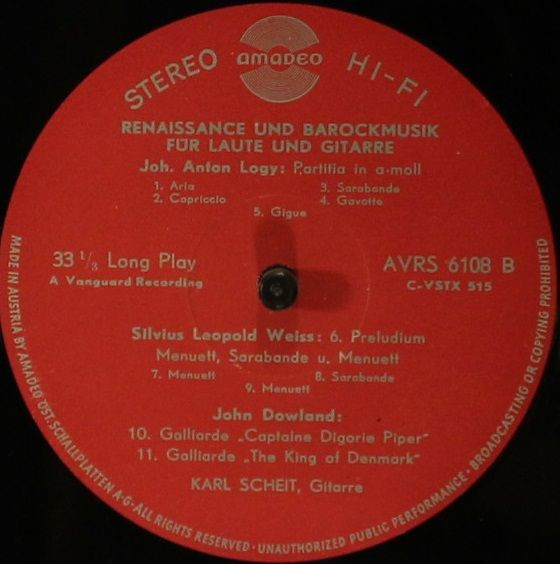 STEREO amadeo HI-FI
RENAISSANCE UND BAROCKMUSIK
FÜR LAUTE UND GITARRE
Joh. Anton Logy: Partitia in a-moll
1. Aria 3. Sarabande
2. Capriccio 4. Gavotte
5. Gigue
33 1/3 Long Play AVRS 6108 B
A Vanguard Recording C-VSTX 515
Silvius Leopold Weiss: 6. Preludium
Menuett, Sarabande u. Menuett
7. Menuett 8. Sarabande
9. Menuett
John Dowland:
10. Galliarde „Captaine Digorie Piper"
11. Galliarde „The King of Denmark"
KARL SCHEIT, Gitarre
MADE IN AUSTRIA BY AMADEO ÖST. SCHALLPLATTEN A·G·ALL RIGHTS RESERVED · UNAUTHORIZED PUBLIC PERFORMANCE · BROADCASTING OR COPYING PROHIBITED